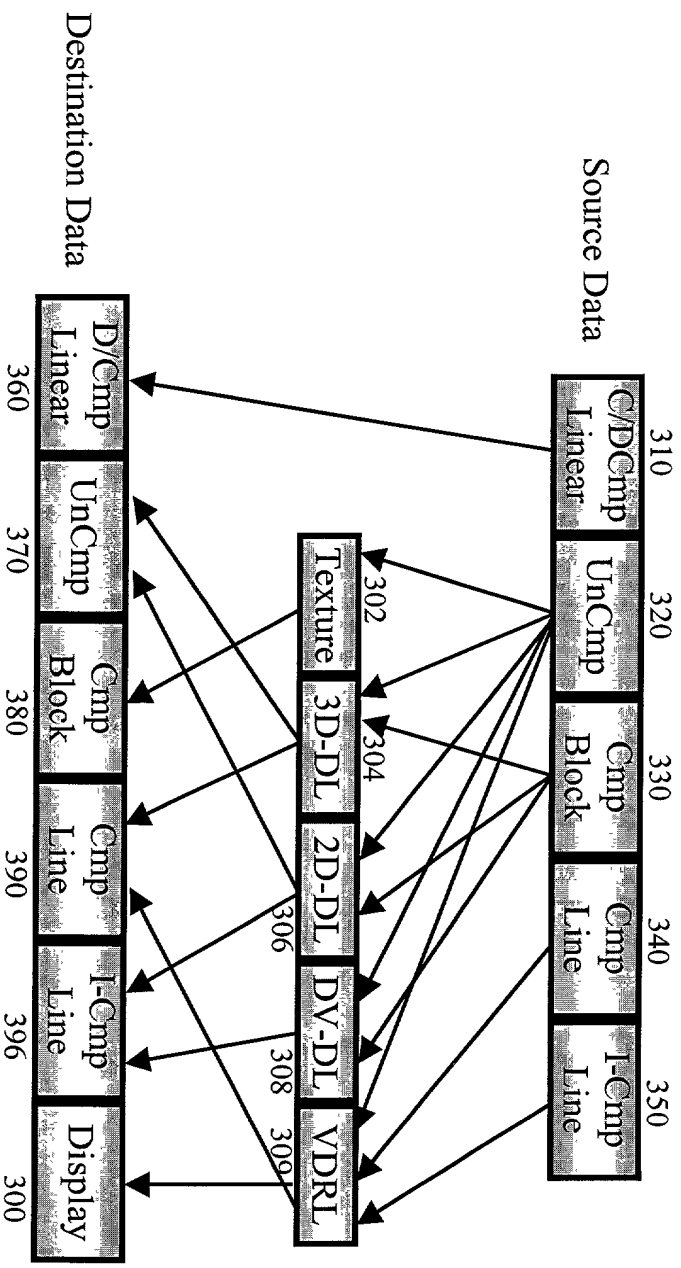 Source Data
310
320
330
340
350
C/DCmp
Linear
UnCmp
Cmp
Block
Cmp
Line
I-Cmp
Line
302
304
Texture
3D-DL
2D-DL
DV-DL
VDRL
306
308
309
Destination Data
D/Cmp
Linear
UnCmp
Cmp
Block
Cmp
Line
I-Cmp
Line
Display
360
370
380
390
396
300